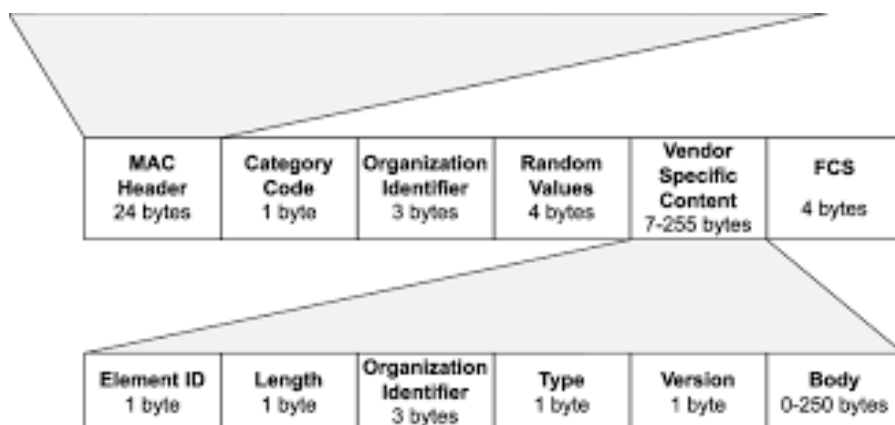 MAC
Header
24 bytes
Category
Code
1 byte
Organization
Identifier
3 bytes
Random
Values
4 bytes
Vendor
Specific
Content
7-255 bytes
FCS
4 bytes
Element ID
1 byte
Length
1 byte
Organization
Identifier
3 bytes
Type
1 byte
Version
1 byte
Body
0-250 bytes